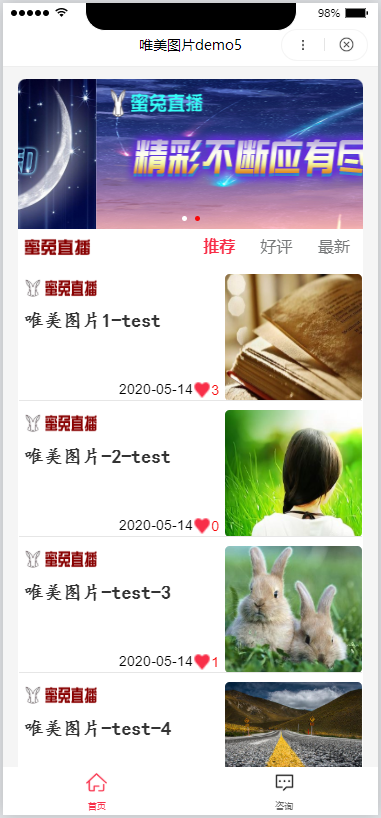 98%
唯美图片demo5
蜜兔直播
精彩不断应有尽
蜜兔直播
推荐 好评 最新
蜜兔直播
唯美图片1-test
2020-05-14 3
蜜兔直播
唯美图片-2-test
2020-05-14 0
蜜兔直播
唯美图片-test-3
2020-05-14 1
蜜兔直播
唯美图片-test-4
首页 咨询